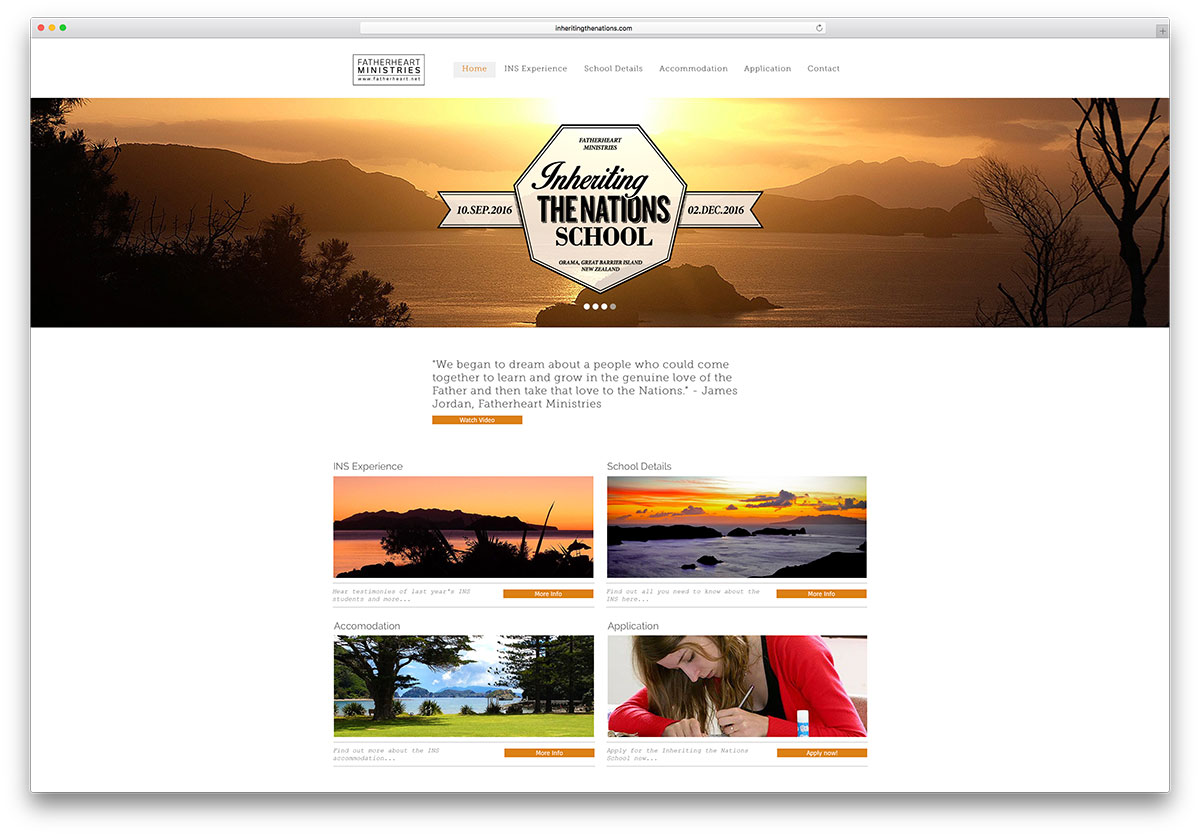 inheritingthenations.com
FATHERHEART
MINISTRIES
www.fatherheart.net
Home INS Experience School Details Accommodation Application Contact
FATHERHEART
MINISTRIES
Inheriting
THE NATIONS
SCHOOL
10.SEP.2016
02.DEC.2016
ORAMA, GREAT BARRIER ISLAND
NEW ZEALAND
"We began to dream about a people who could come
together to learn and grow in the genuine love of the
Father and then take that love to the Nations." - James
Jordan, Fatherheart Ministries
Watch Video
INS Experience
Hear testimonies of last year's INS
students and more...
More Info
School Details
Find out all you need to know about the
INS here...
More Info
Accomodation
Find out more about the INS
accommodation...
More Info
Application
Apply for the Inheriting the Nations
School now...
Apply now!